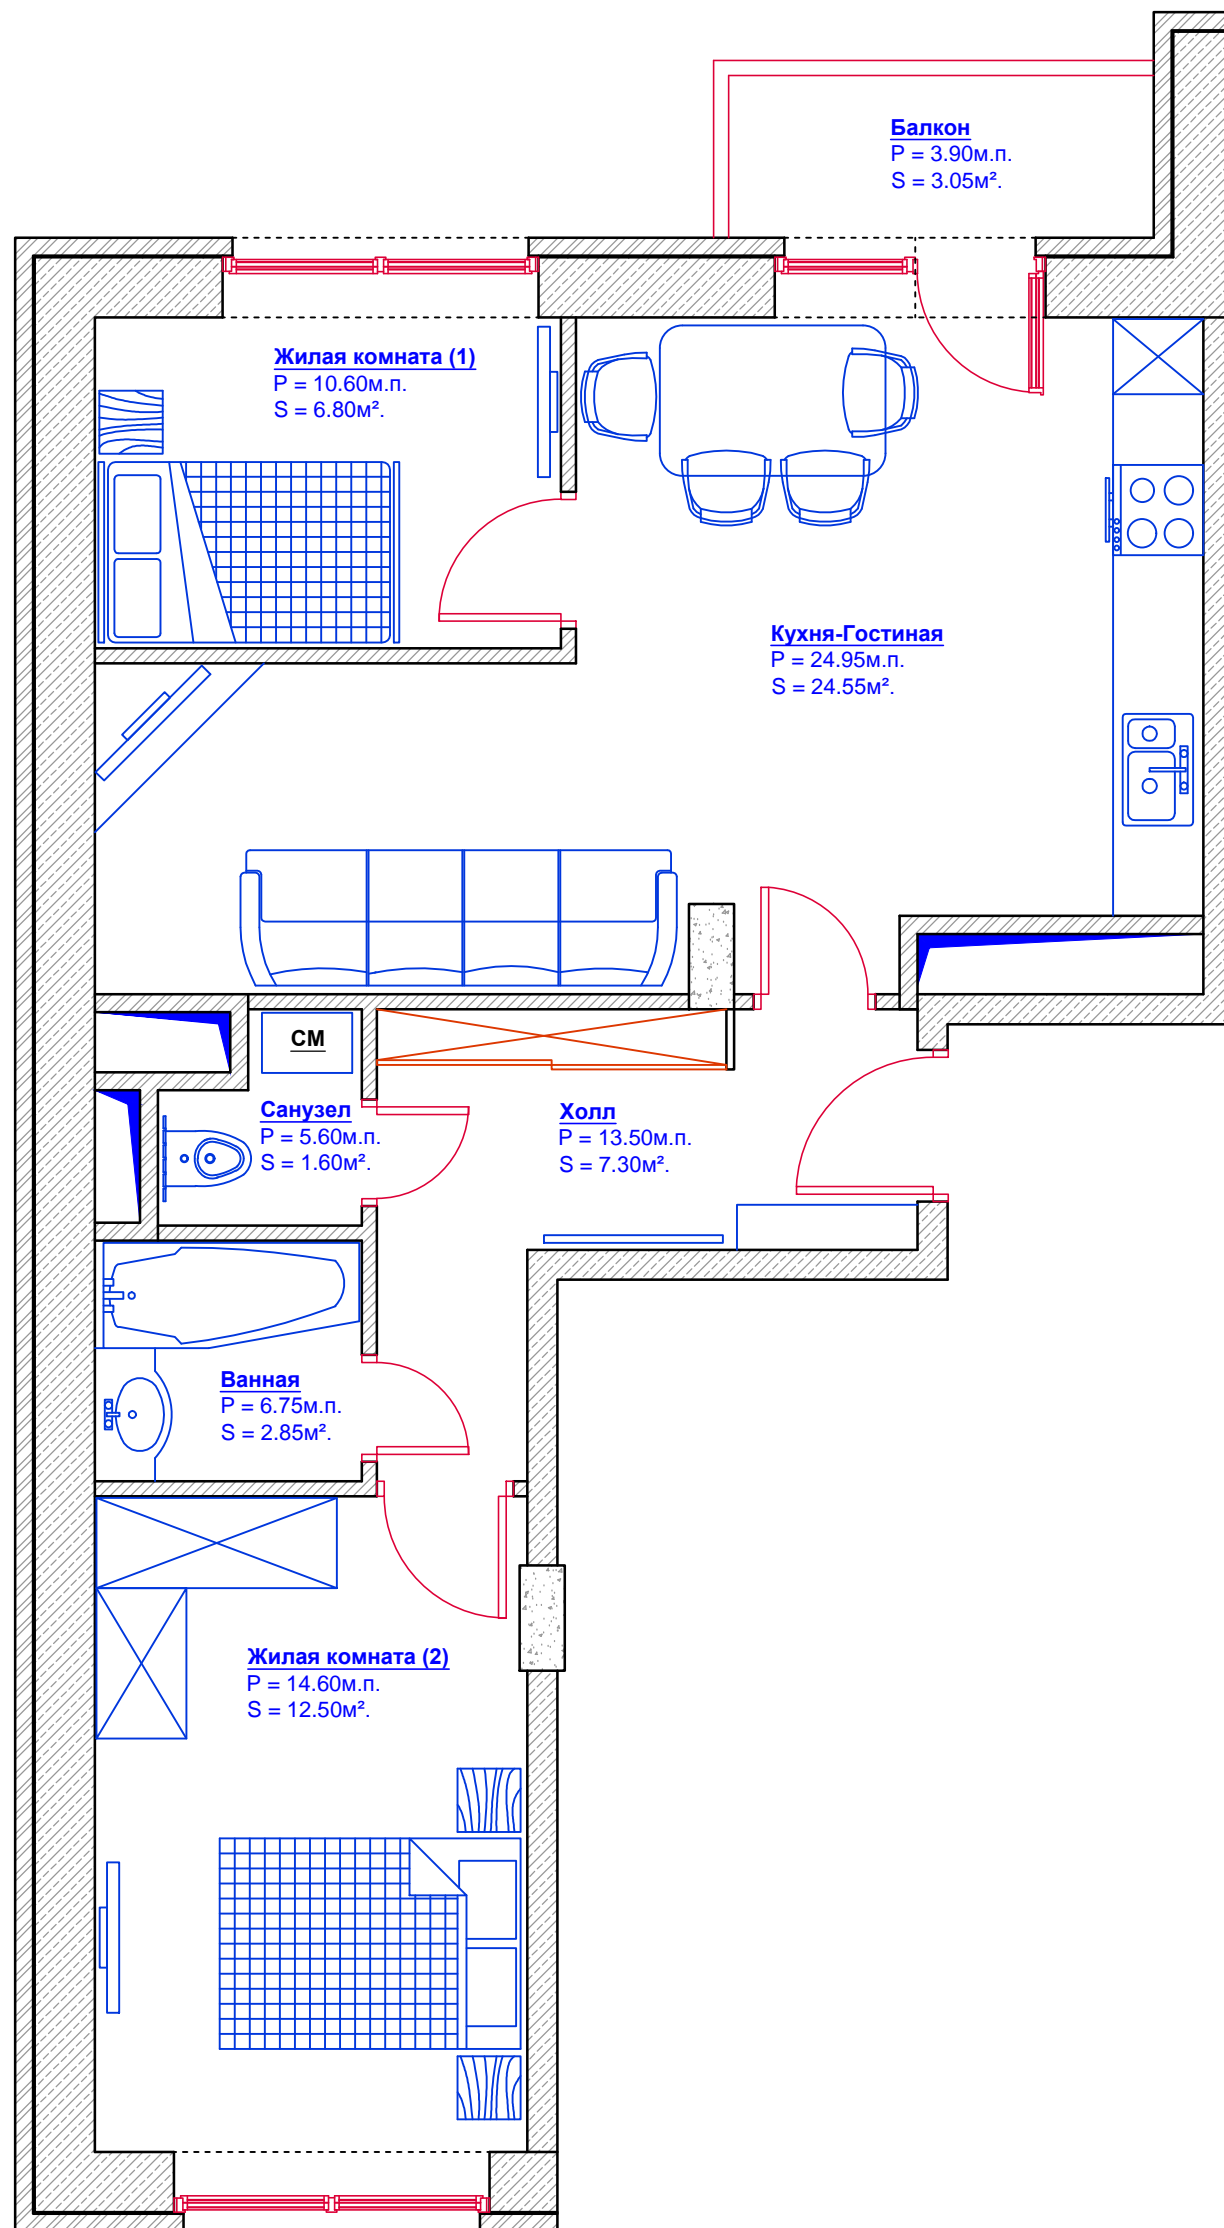 Балкон
P = 3.90м.п.
S = 3.05м².
Жилая комната (1)
P = 10.60м.п.
S = 6.80м².
Кухня-Гостиная
P = 24.95м.п.
S = 24.55м².
СМ
Санузел
P = 5.60м.п.
S = 1.60м².
Холл
P = 13.50м.п.
S = 7.30м².
Ванная
P = 6.75м.п.
S = 2.85м².
Жилая комната (2)
P = 14.60м.п.
S = 12.50м².